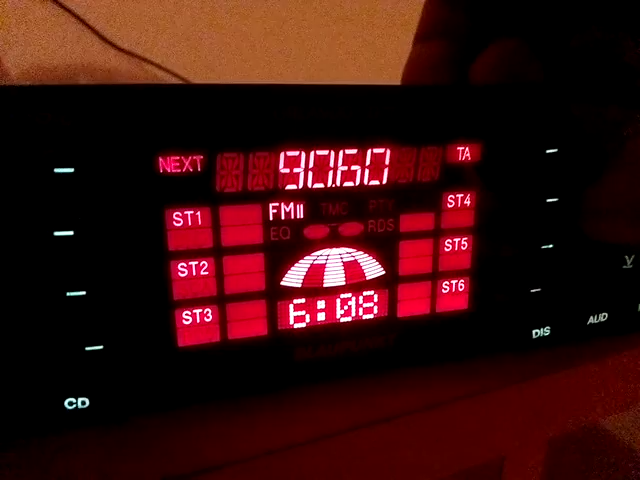 NEXT 90.60 TA
ST1 FMII TMC PTY ST4
EQ RDS
ST2 ST5
ST3 6:08 ST6
CD DIS AUD